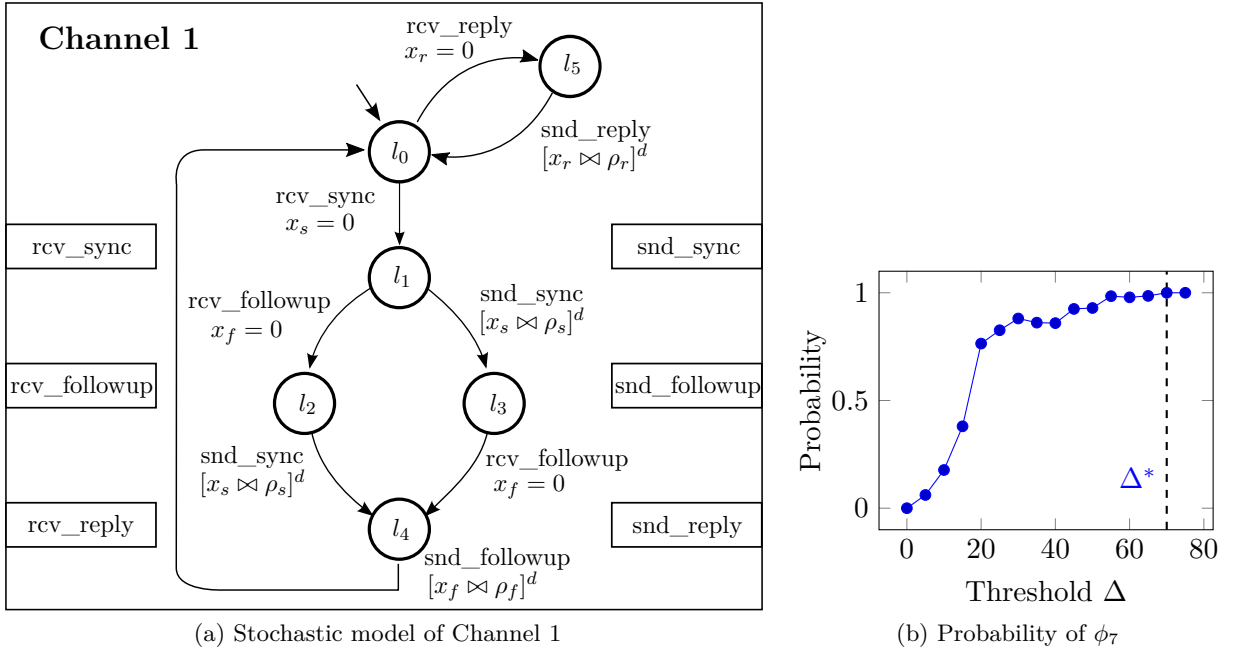 Channel 1
rcv_reply
x_r = 0
l_5
snd_reply
[x_r ⋈ ρ_r]^d
l_0
rcv_sync
x_s = 0
rcv_sync
snd_sync
l_1
rcv_followup
x_f = 0
snd_sync
[x_s ⋈ ρ_s]^d
rcv_followup
snd_followup
l_2
l_3
snd_sync
[x_s ⋈ ρ_s]^d
rcv_followup
x_f = 0
rcv_reply
snd_reply
l_4
snd_followup
[x_f ⋈ ρ_f]^d
(a) Stochastic model of Channel 1
1
0.5
0
Probability
Δ*
0 20 40 60 80
Threshold Δ
(b) Probability of ϕ_7